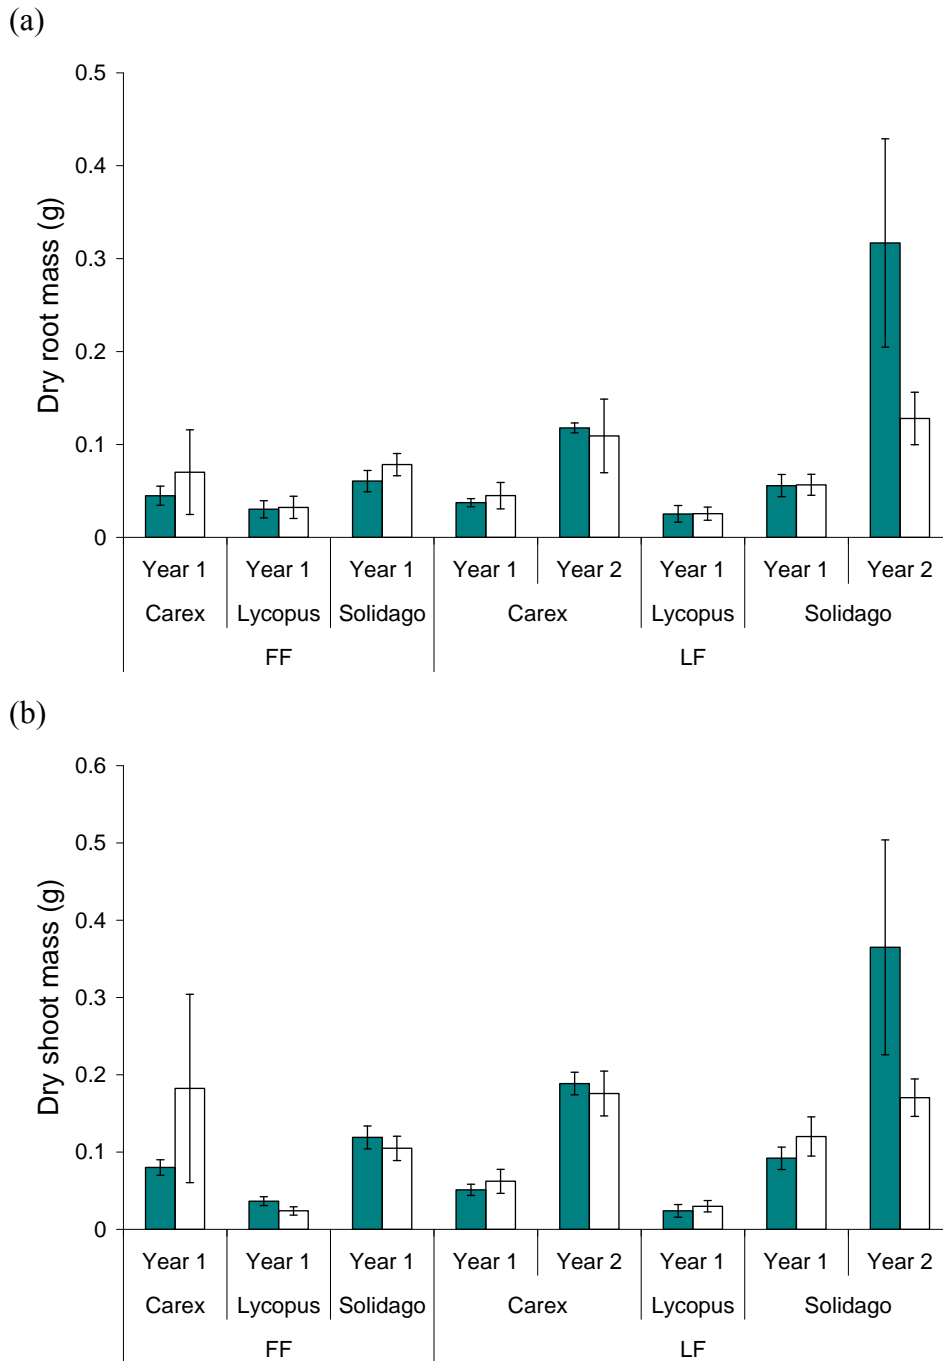 (a)
0.5
0.4
0.3
0.2
0.1
0
Dry root mass (g)
Year 1 Year 1 Year 1 Year 1 Year 2 Year 1 Year 1 Year 2
Carex Lycopus Solidago Carex Lycopus Solidago
FF LF
(b)
0.6
0.5
0.4
0.3
0.2
0.1
0
Dry shoot mass (g)
Year 1 Year 1 Year 1 Year 1 Year 2 Year 1 Year 1 Year 2
Carex Lycopus Solidago Carex Lycopus Solidago
FF LF